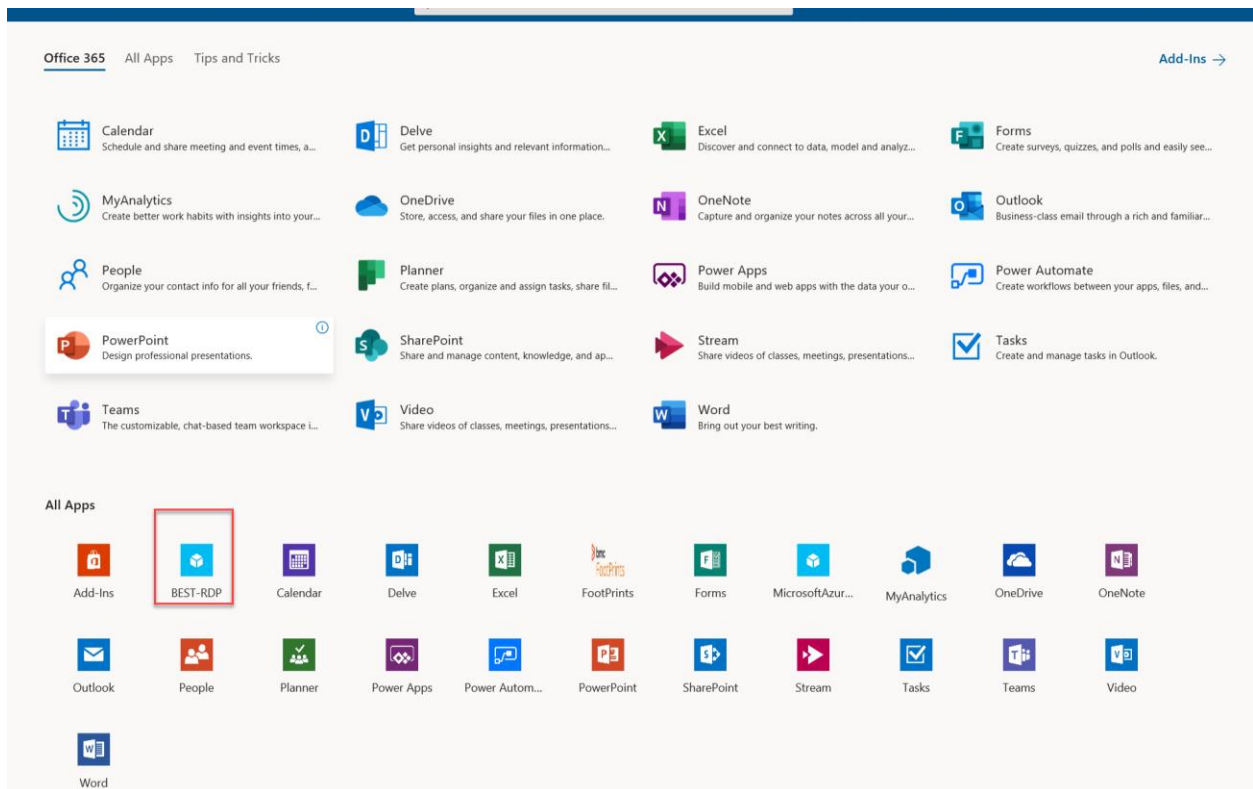 Office 365 All Apps Tips and Tricks Add-Ins →
Calendar
Schedule and share meeting and event times, a...
Delve
Get personal insights and relevant information...
Excel
Discover and connect to data, model and analyz...
Forms
Create surveys, quizzes, and polls and easily see...
MyAnalytics
Create better work habits with insights into your...
OneDrive
Store, access, and share your files in one place.
OneNote
Capture and organize your notes across all your...
Outlook
Business-class email through a rich and familiar...
People
Organize your contact info for all your friends, f...
Planner
Create plans, organize and assign tasks, share fil...
Power Apps
Build mobile and web apps with the data your o...
Power Automate
Create workflows between your apps, files, and...
PowerPoint
Design professional presentations.
SharePoint
Share and manage content, knowledge, and ap...
Stream
Share videos of classes, meetings, presentations...
Tasks
Create and manage tasks in Outlook.
Teams
The customizable, chat-based team workspace i...
Video
Share videos of classes, meetings, presentations...
Word
Bring out your best writing.
All Apps
bmc
FootPrints
Add-Ins BEST-RDP Calendar Delve Excel FootPrints Forms MicrosoftAzur... MyAnalytics OneDrive OneNote
Outlook People Planner Power Apps Power Autom... PowerPoint SharePoint Stream Tasks Teams Video
Word